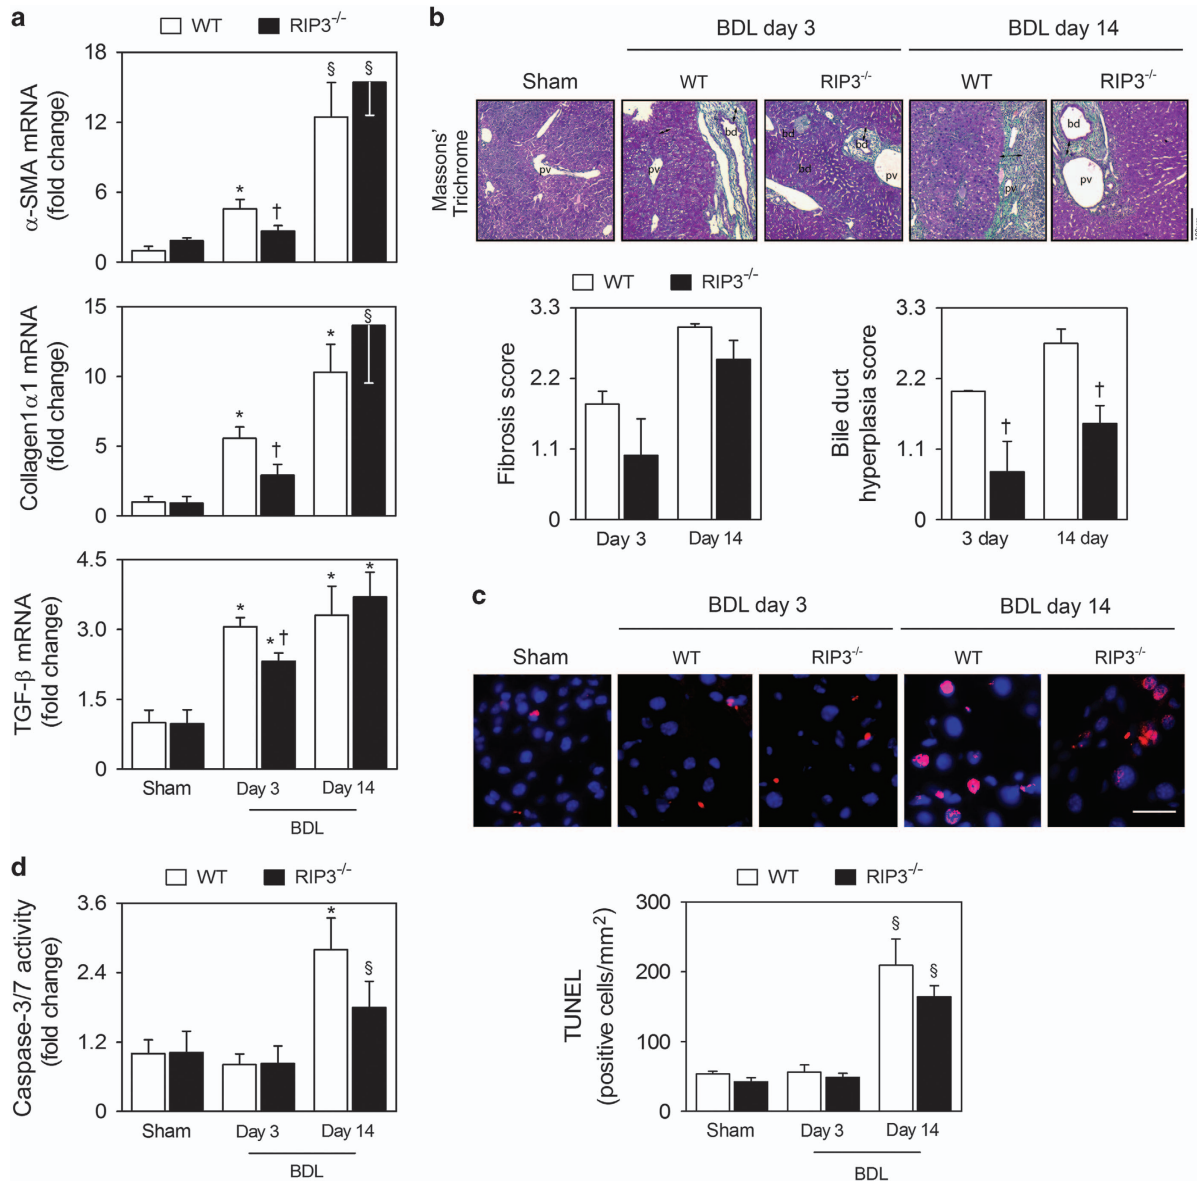 a
WT
RIP3-/-
α-SMA mRNA
(fold change)
18
12
6
0
*
†
§
§
Collagen1α1 mRNA
(fold change)
15
10
5
0
*
†
*
§
TGF-β mRNA
(fold change)
4.5
3.0
1.5
0
*
*†
*
*
Sham
Day 3
Day 14
BDL
b
BDL day 3
BDL day 14
Sham
WT
RIP3-/-
WT
RIP3-/-
Massons'
Trichrome
pv
pv
bd
bd
bd
bd
pv
pv
bd
pv
WT
RIP3-/-
Fibrosis score
3.3
2.2
1.1
0
Day 3
Day 14
Bile duct
hyperplasia score
3.3
2.2
1.1
0
†
†
3 day
14 day
c
BDL day 3
BDL day 14
Sham
WT
RIP3-/-
WT
RIP3-/-
WT
RIP3-/-
TUNEL
(positive cells/mm2)
300
200
100
0
§
§
Sham
Day 3
Day 14
BDL
d
WT
RIP3-/-
Caspase-3/7 activity
(fold change)
3.6
2.4
1.2
0
*
§
Sham
Day 3
Day 14
BDL